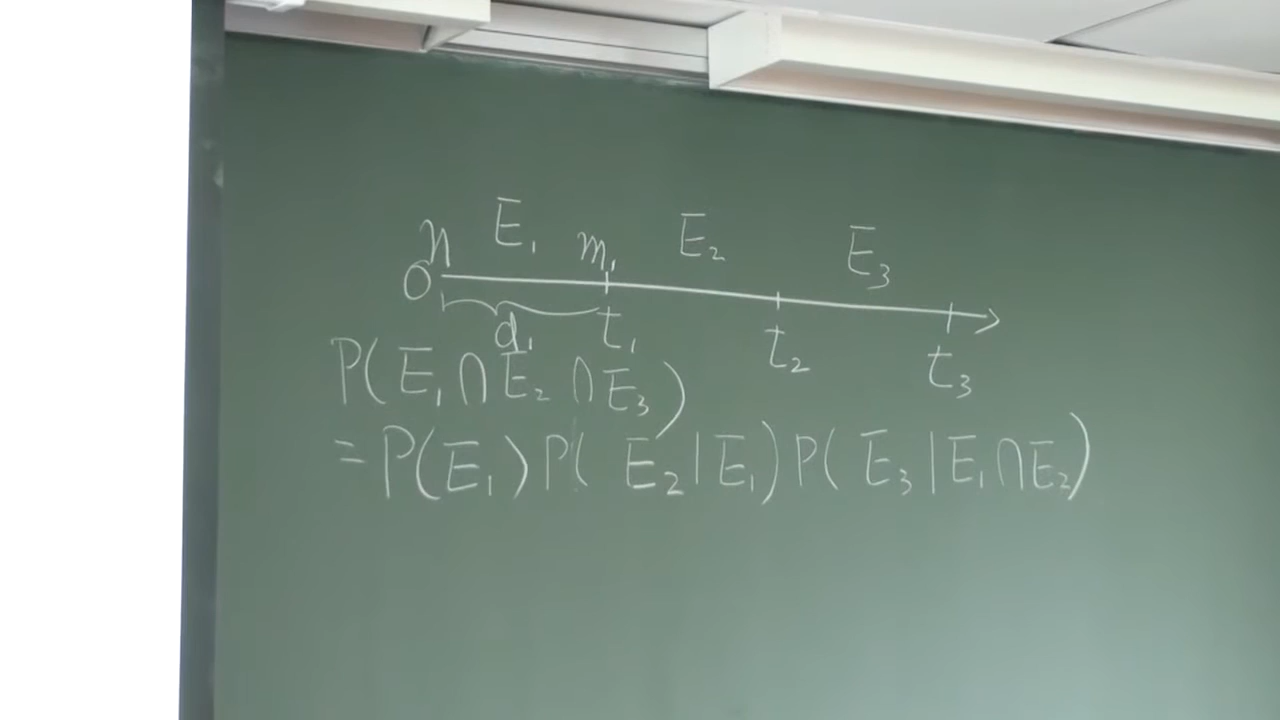 n E₁ m₁ E₂ E₃
0
d₁ t₁ t₂ t₃
P(E₁∩E₂∩E₃)
=P(E₁)P(E₂|E₁)P(E₃|E₁∩E₂)